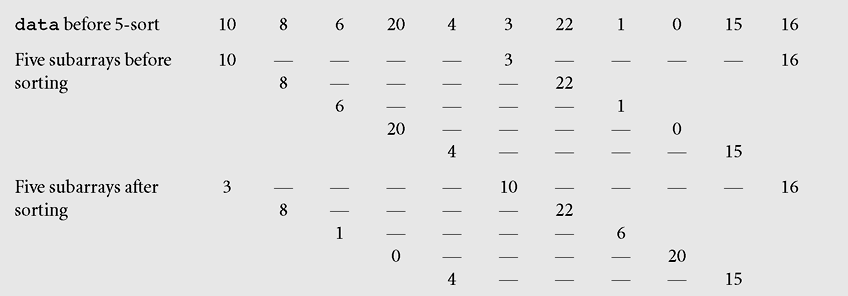 data before 5-sort 10 8 6 20 4 3 22 1 0 15 16
Five subarrays before 10 — — — — 3 — — — — 16
sorting 8 — — — — 22
6 — — — — 1
20 — — — — 0
4 — — — — 15
Five subarrays after 3 — — — — 10 — — — — 16
sorting 8 — — — — 22
1 — — — — 6
0 — — — — 20
4 — — — — 15